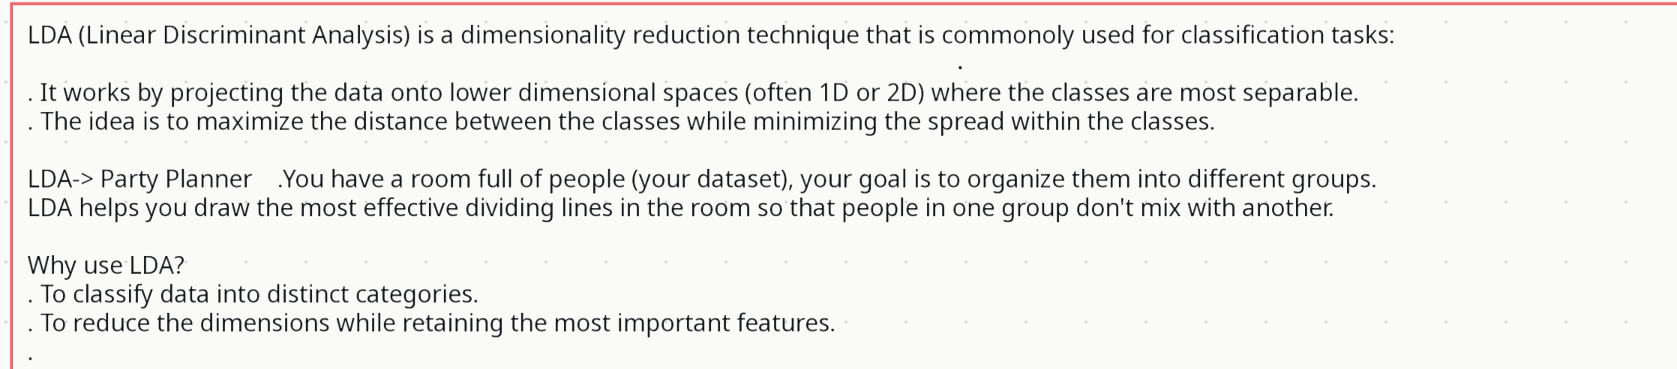 LDA (Linear Discriminant Analysis) is a dimensionality reduction technique that is commonoly used for classification tasks:
.
. It works by projecting the data onto lower dimensional spaces (often 1D or 2D) where the classes are most separable.
. The idea is to maximize the distance between the classes while minimizing the spread within the classes.
LDA-> Party Planner .You have a room full of people (your dataset), your goal is to organize them into different groups.
LDA helps you draw the most effective dividing lines in the room so that people in one group don't mix with another.
Why use LDA?
. To classify data into distinct categories.
. To reduce the dimensions while retaining the most important features.
.